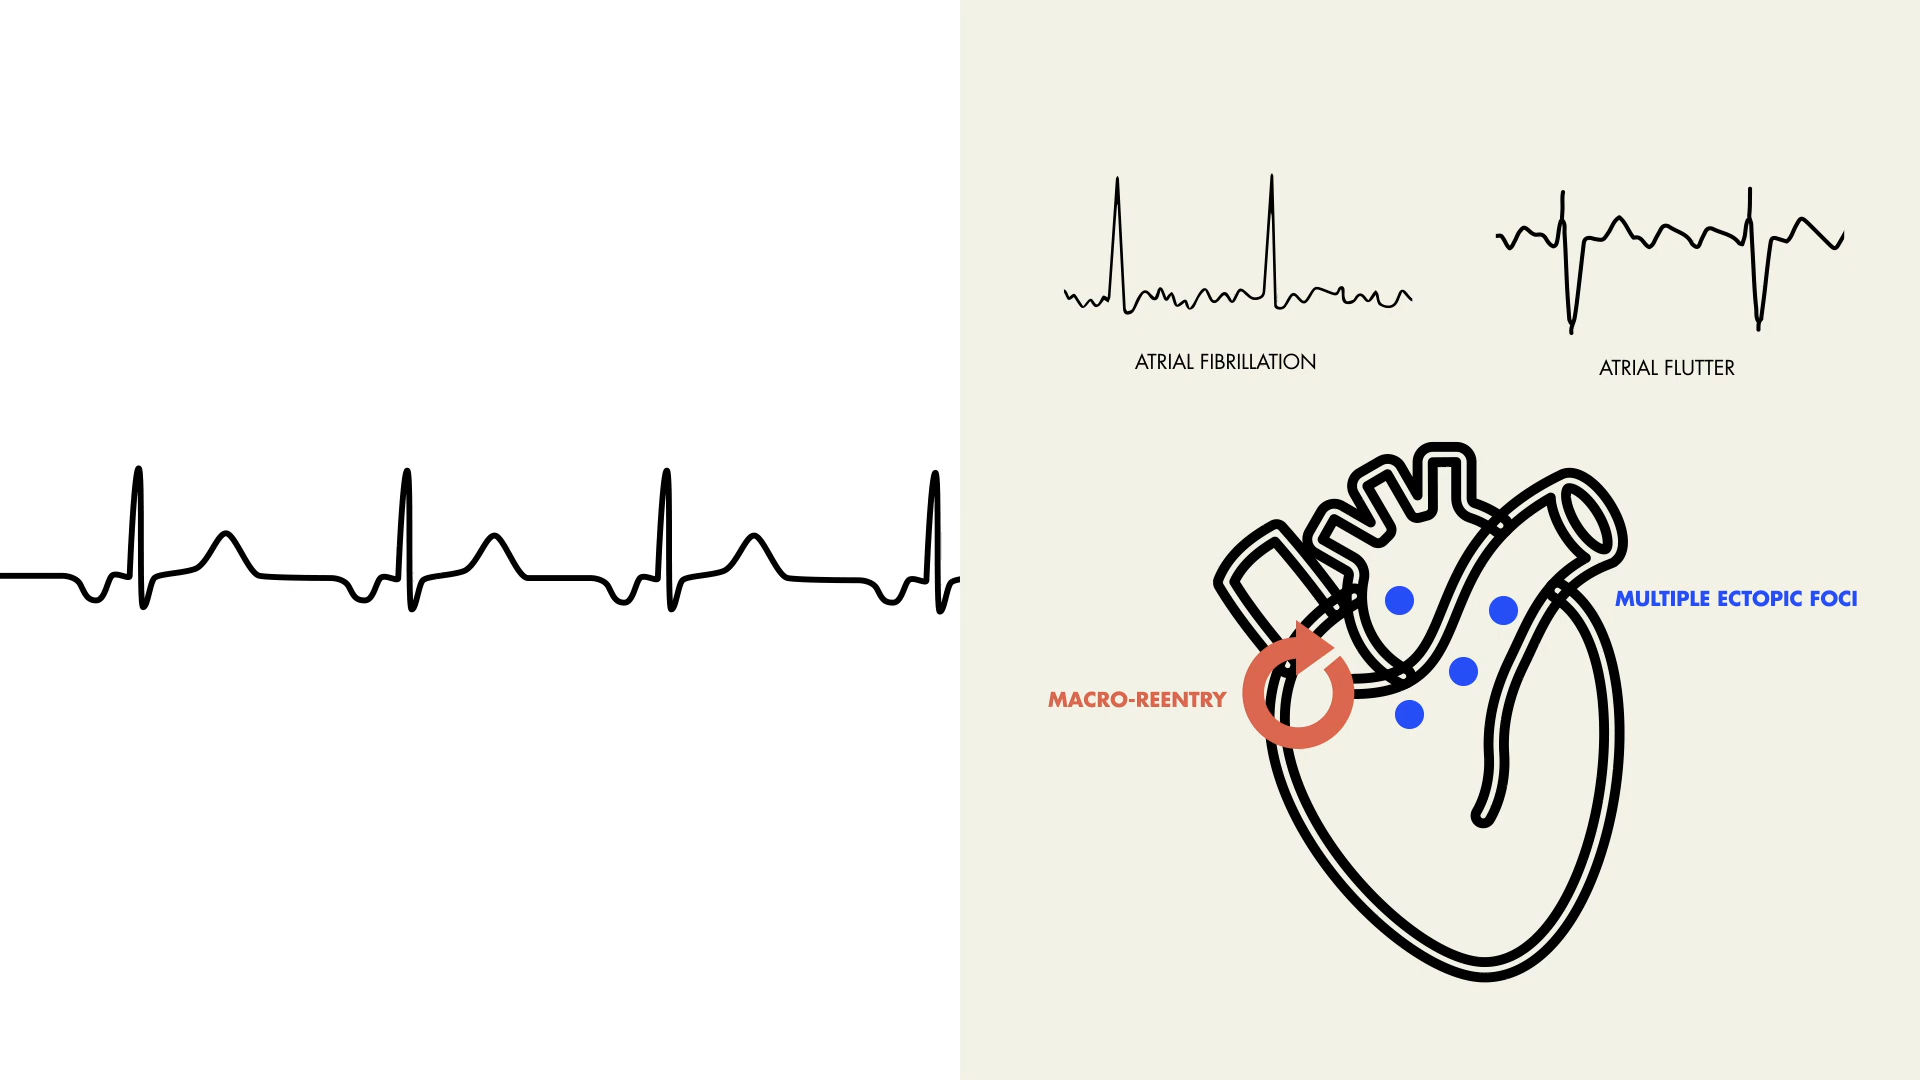 ATRIAL FIBRILLATION
ATRIAL FLUTTER
MULTIPLE ECTOPIC FOCI
MACRO-REENTRY